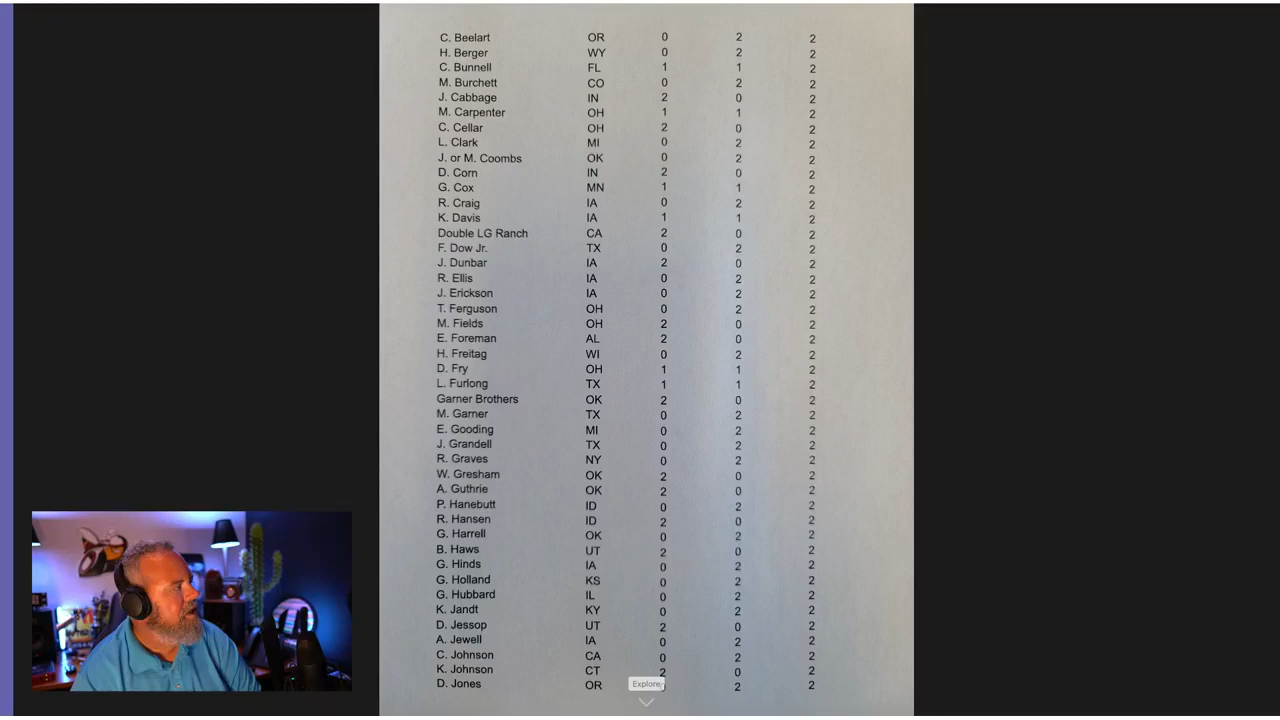 C. Beelart OR 0 2 2
H. Berger WY 0 2 2
C. Bunnell FL 1 1 2
M. Burchett CO 0 2 2
J. Cabbage IN 2 0 2
M. Carpenter OH 1 1 2
C. Cellar OH 2 0 2
L. Clark MI 0 2 2
J. or M. Coombs OK 0 2 2
D. Corn IN 2 0 2
G. Cox MN 1 1 2
R. Craig IA 0 2 2
K. Davis IA 1 1 2
Double LG Ranch CA 2 0 2
F. Dow Jr. TX 0 2 2
J. Dunbar IA 2 0 2
R. Ellis IA 0 2 2
J. Erickson IA 0 2 2
T. Ferguson OH 0 2 2
M. Fields OH 2 0 2
E. Foreman AL 2 0 2
H. Freitag WI 0 2 2
D. Fry OH 1 1 2
L. Furlong TX 1 1 2
Garner Brothers OK 2 0 2
M. Garner TX 0 2 2
E. Gooding MI 0 2 2
J. Grandell TX 0 2 2
R. Graves NY 0 2 2
W. Gresham OK 2 0 2
A. Guthrie OK 2 0 2
P. Hanebutt ID 0 2 2
R. Hansen ID 2 0 2
G. Harrell OK 0 2 2
B. Haws UT 2 0 2
G. Hinds IA 0 2 2
G. Holland KS 0 2 2
G. Hubbard IL 0 2 2
K. Jandt KY 0 2 2
D. Jessop UT 2 0 2
A. Jewell IA 0 2 2
C. Johnson CA 0 2 2
K. Johnson CT 2 0 2
D. Jones OR 2 2
Explore